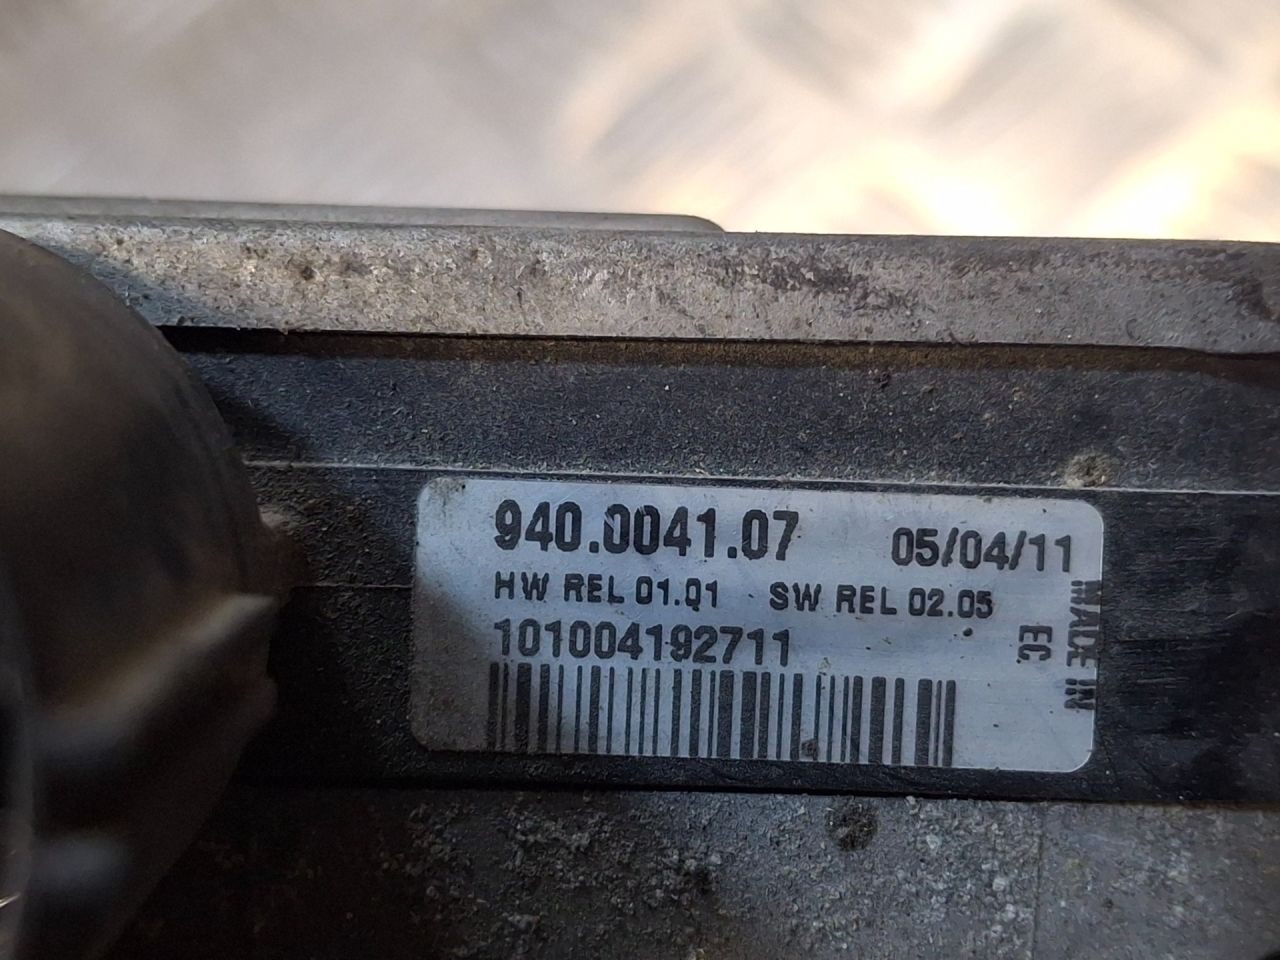 940.0041.07 05/04/11
HW REL 01.01 SW REL 02.05
101004192711
MADE IN
EC